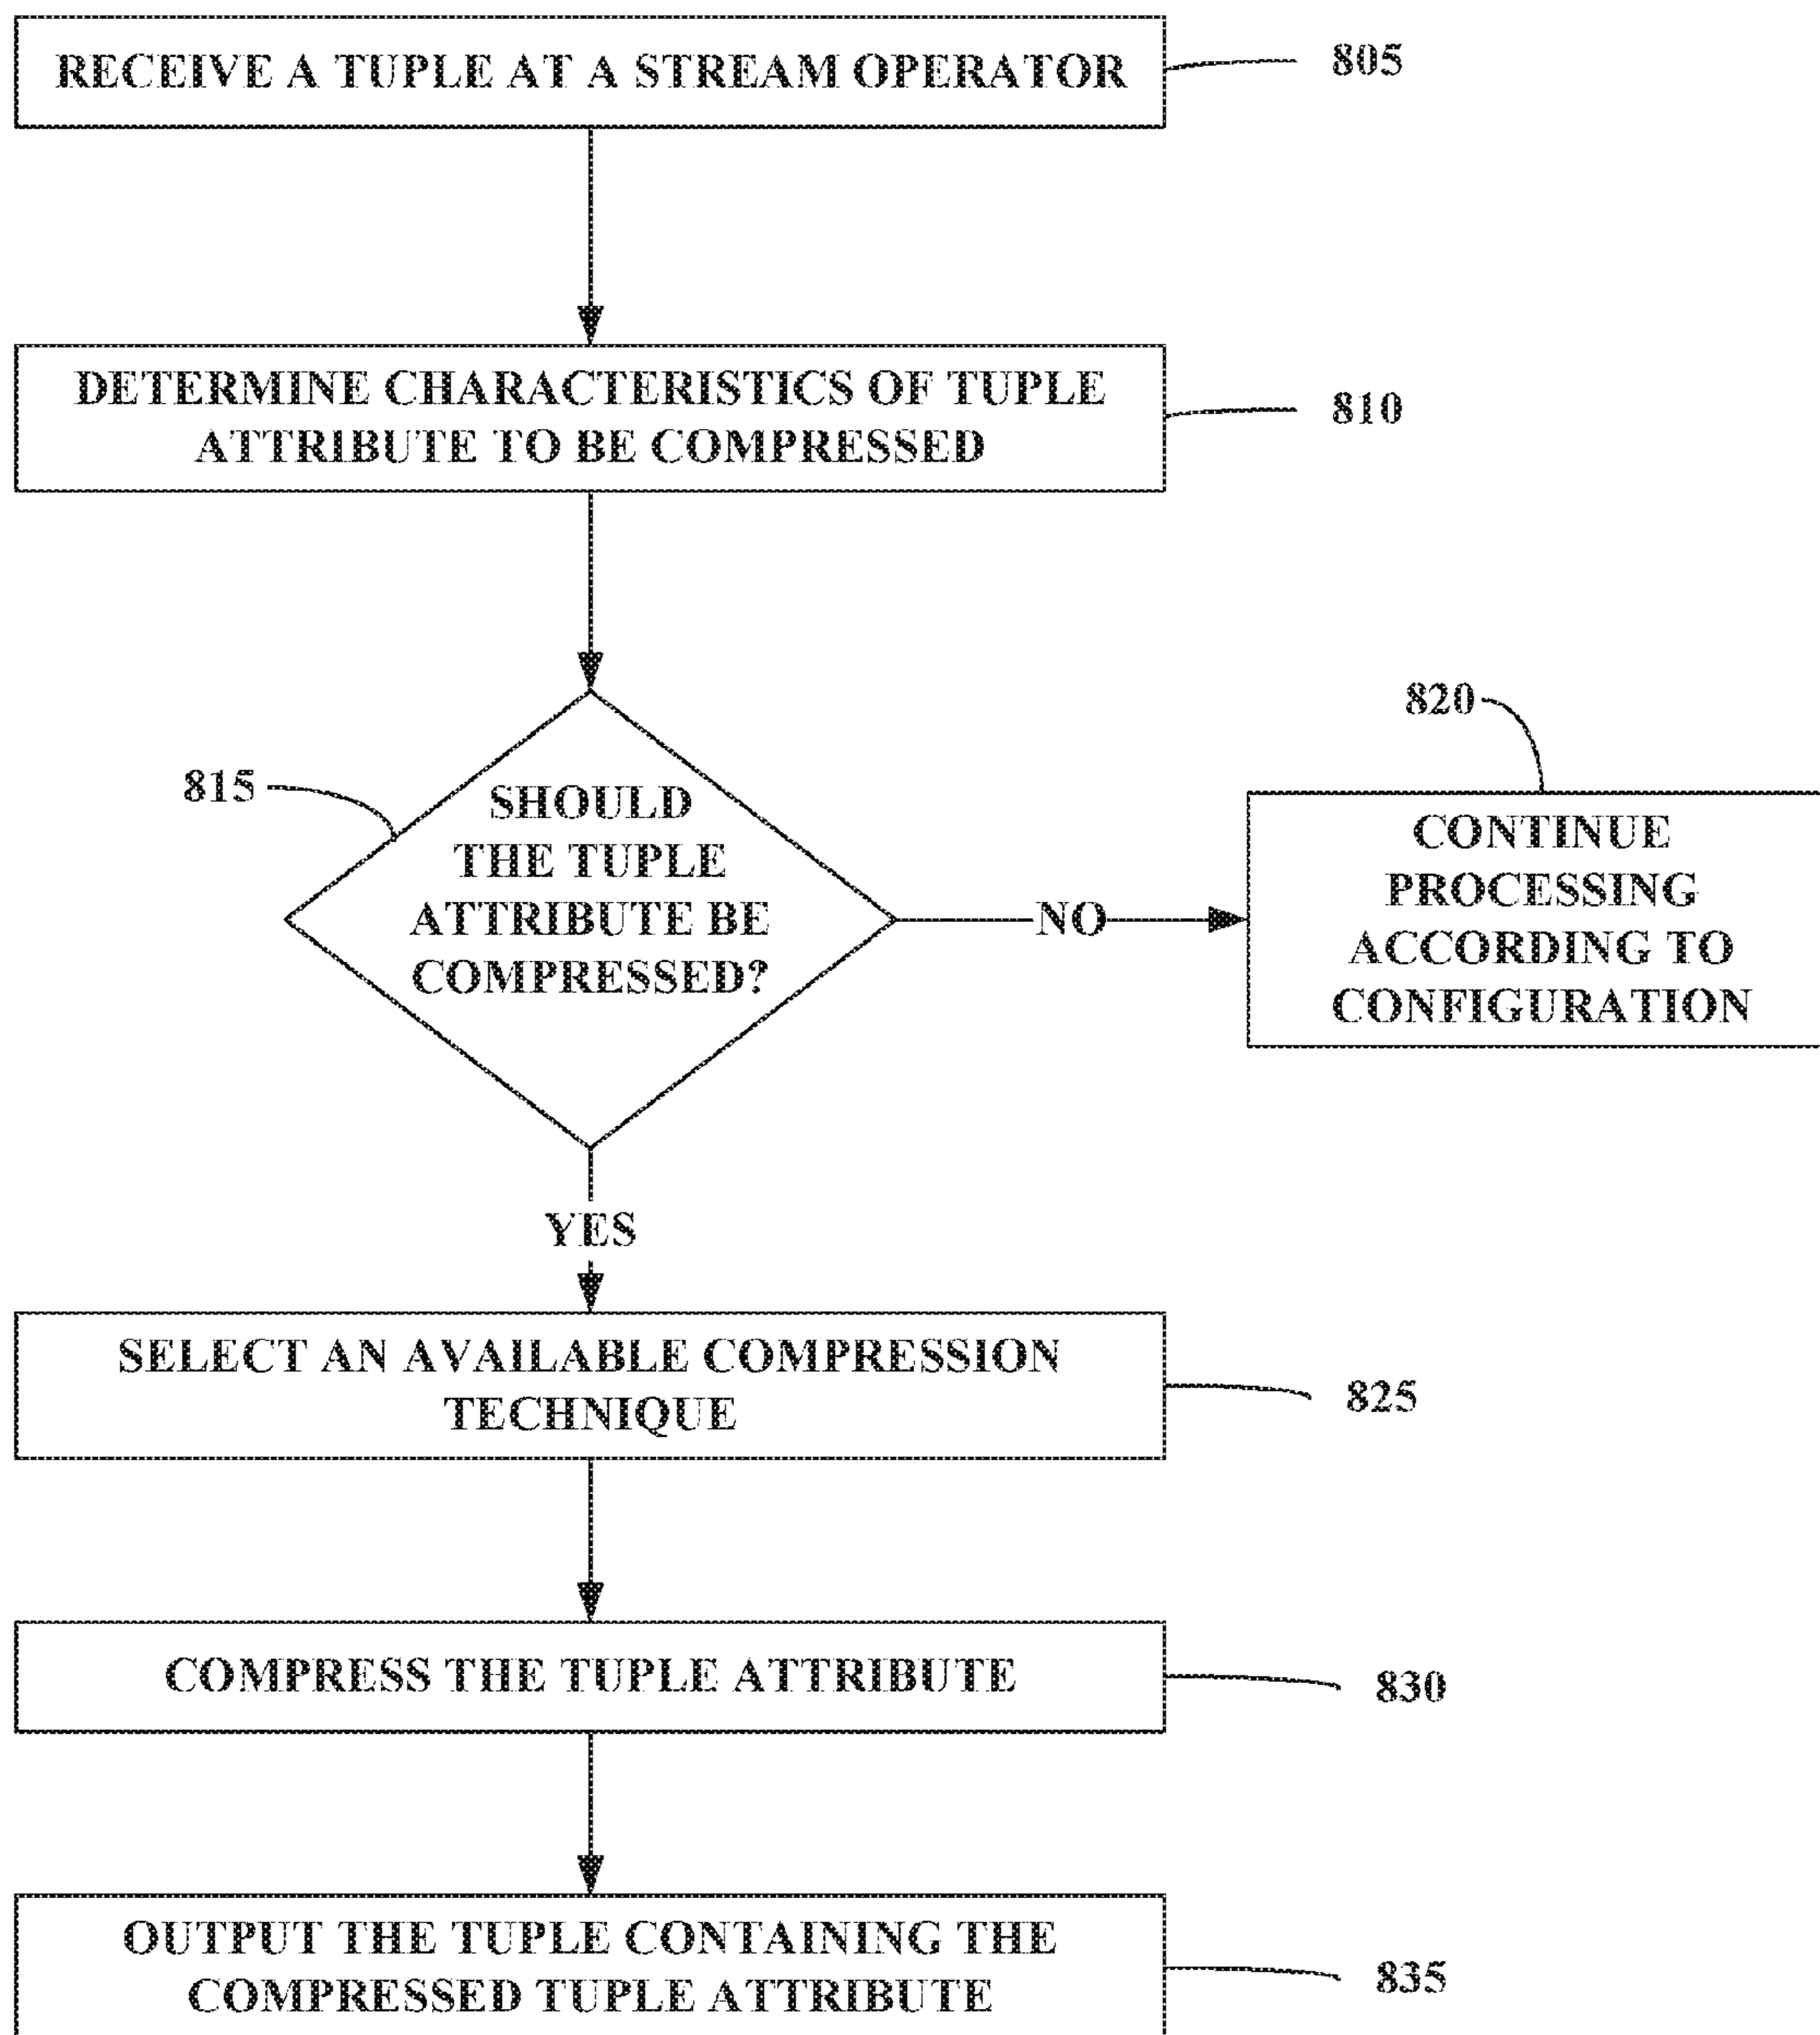 RECEIVE A TUPLE AT A STREAM OPERATOR
805
DETERMINE CHARACTERISTICS OF TUPLE
ATTRIBUTE TO BE COMPRESSED
810
815
SHOULD
THE TUPLE
ATTRIBUTE BE
COMPRESSED?
NO
820
CONTINUE
PROCESSING
ACCORDING TO
CONFIGURATION
YES
SELECT AN AVAILABLE COMPRESSION
TECHNIQUE
825
COMPRESS THE TUPLE ATTRIBUTE
830
OUTPUT THE TUPLE CONTAINING THE
COMPRESSED TUPLE ATTRIBUTE
835